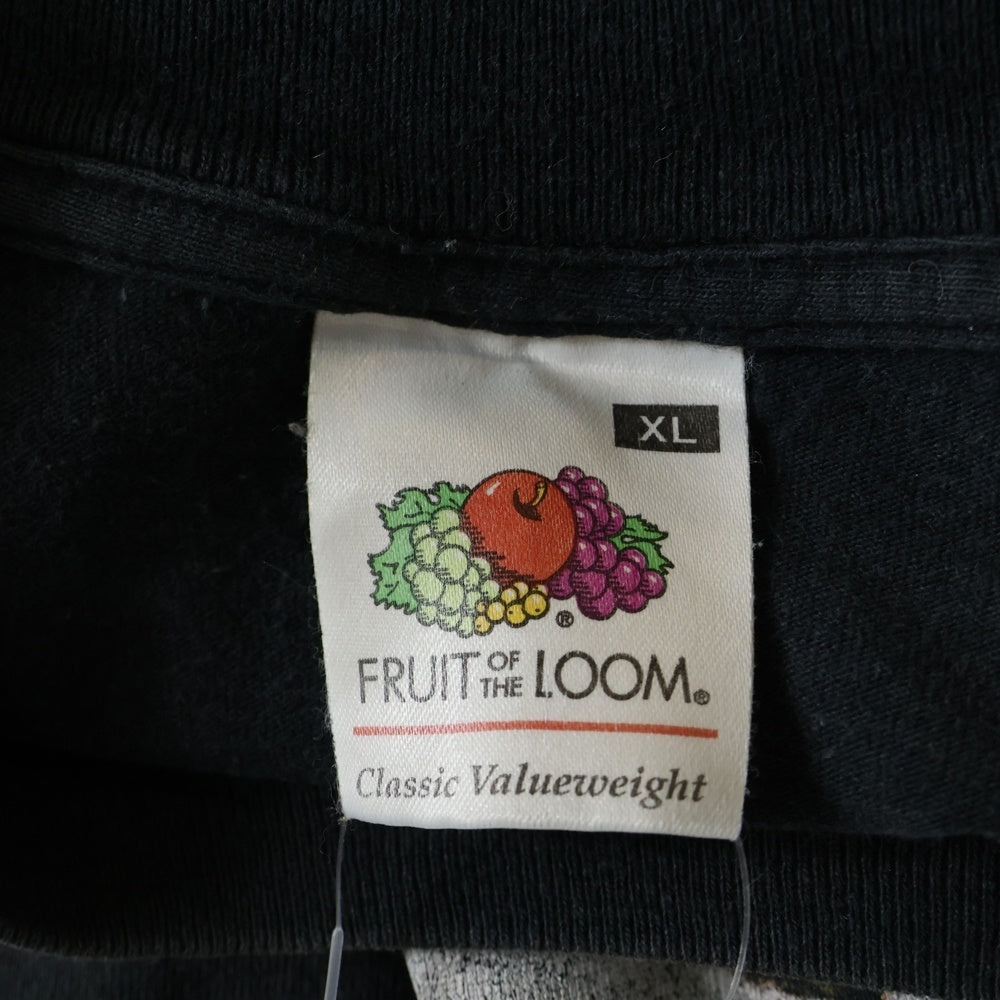 XL
®
FRUIT OF THE LOOM®
Classic Valueweight